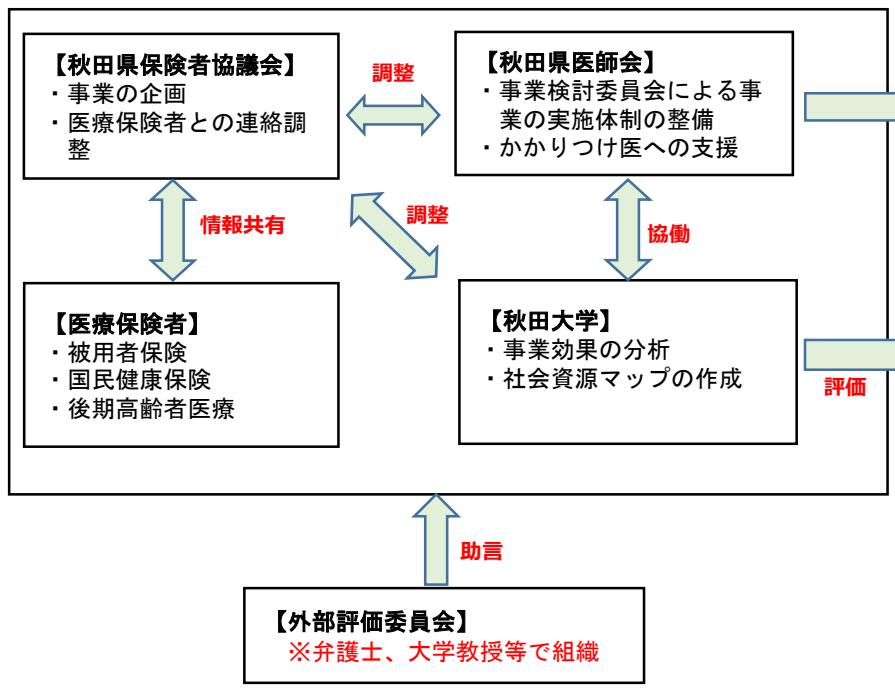 【秋田県保険者協議会】
・事業の企画
・医療保険者との連絡調
整
調整
【秋田県医師会】
・事業検討委員会による事
業の実施体制の整備
・かかりつけ医への支援
情報共有
調整
協働
【医療保険者】
・被用者保険
・国民健康保険
・後期高齢者医療
【秋田大学】
・事業効果の分析
・社会資源マップの作成
評価
助言
【外部評価委員会】
※弁護士、大学教授等で組織